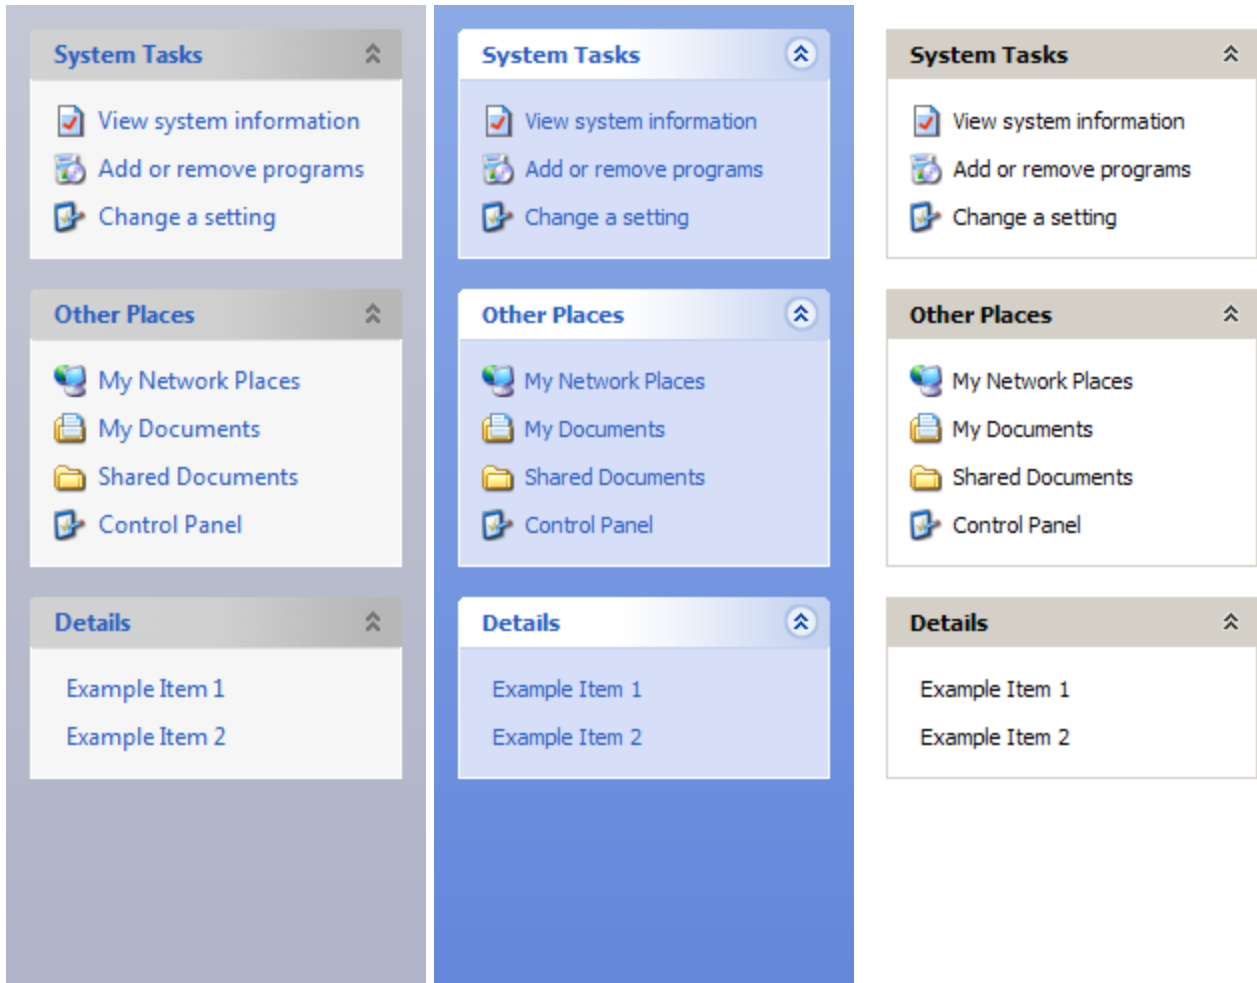 System Tasks
View system information
Add or remove programs
Change a setting
Other Places
My Network Places
My Documents
Shared Documents
Control Panel
Details
Example Item 1
Example Item 2
System Tasks
View system information
Add or remove programs
Change a setting
Other Places
My Network Places
My Documents
Shared Documents
Control Panel
Details
Example Item 1
Example Item 2
System Tasks
View system information
Add or remove programs
Change a setting
Other Places
My Network Places
My Documents
Shared Documents
Control Panel
Details
Example Item 1
Example Item 2